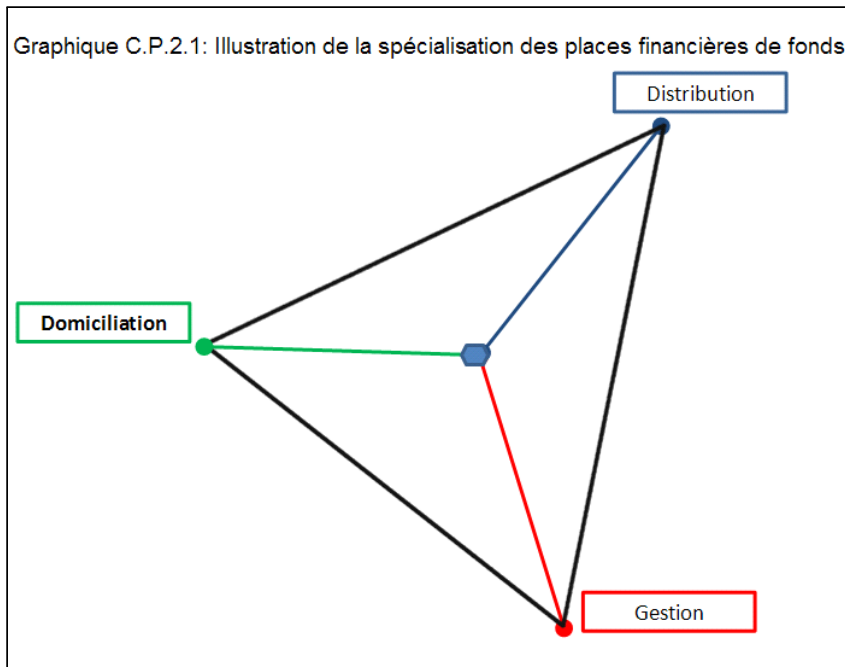 Graphique C.P.2.1: Illustration de la spécialisation des places financières de fonds
Distribution
Domiciliation
Gestion